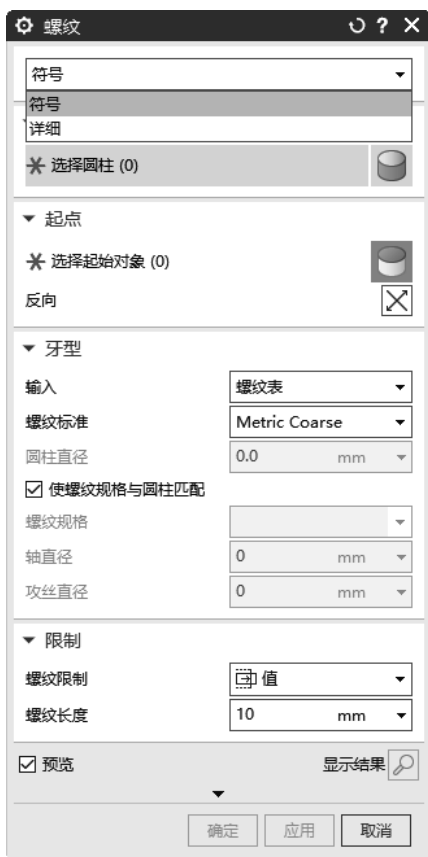 螺纹
符号
符号
详细
选择圆柱 (0)
起点
选择起始对象 (0)
反向
牙型
输入 螺纹表
螺纹标准 Metric Coarse
圆柱直径 0.0 mm
使螺纹规格与圆柱匹配
螺纹规格
轴直径 0 mm
攻丝直径 0 mm
限制
螺纹限制 值
螺纹长度 10 mm
预览 显示结果
确定 应用 取消